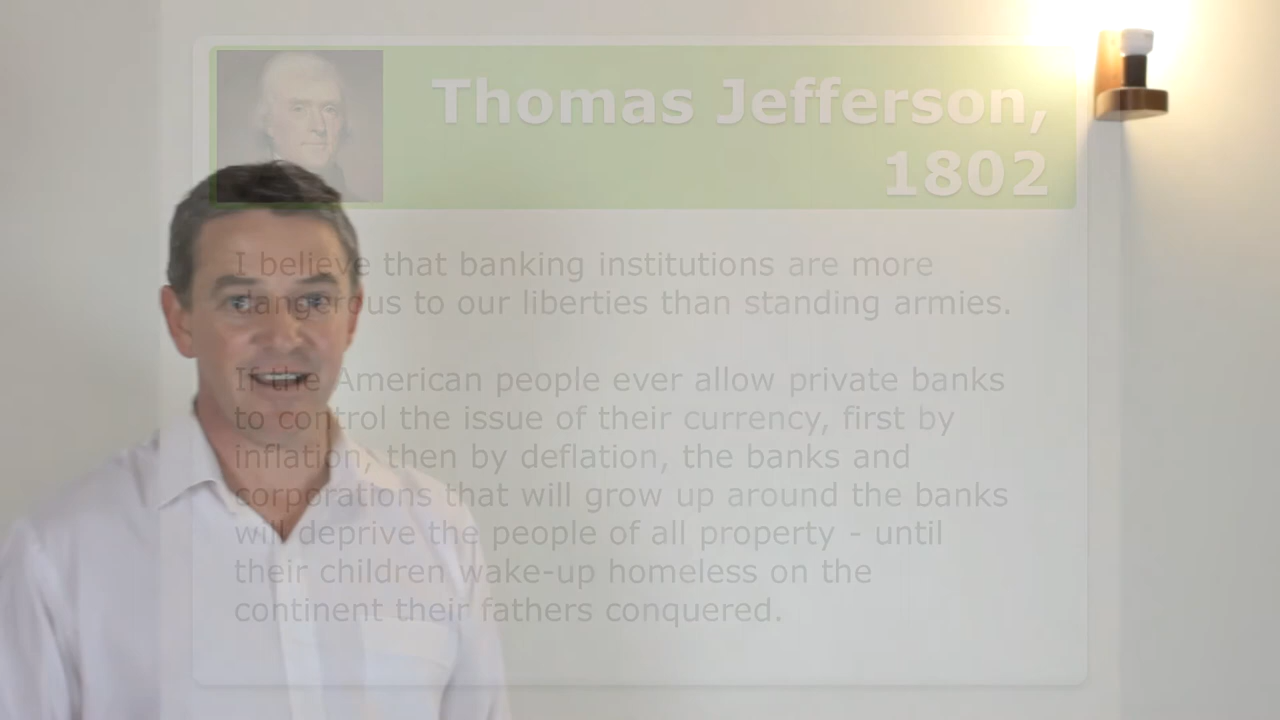 Thomas Jefferson,
1802
I believe that banking institutions are more
dangerous to our liberties than standing armies.
If the American people ever allow private banks
to control the issue of their currency, first by
inflation, then by deflation, the banks and
corporations that will grow up around the banks
will deprive the people of all property - until
their children wake-up homeless on the
continent their fathers conquered.